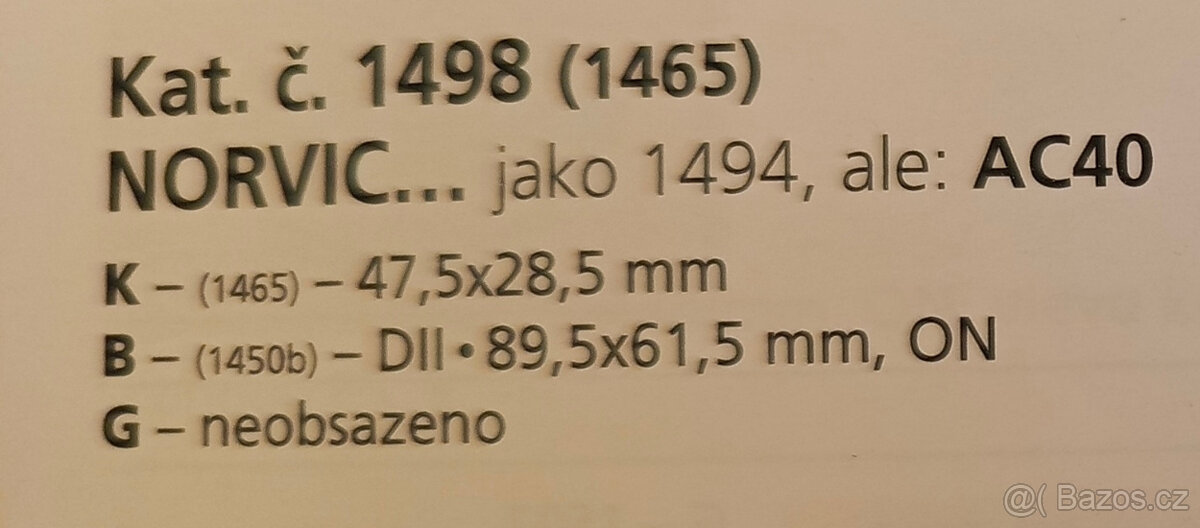 Kat. č. 1498 (1465)
NORVIC... jako 1494, ale: AC40
K – (1465) – 47,5x28,5 mm
B – (1450b) – DII • 89,5x61,5 mm, ON
G – neobsazeno
@( Bazos.cz